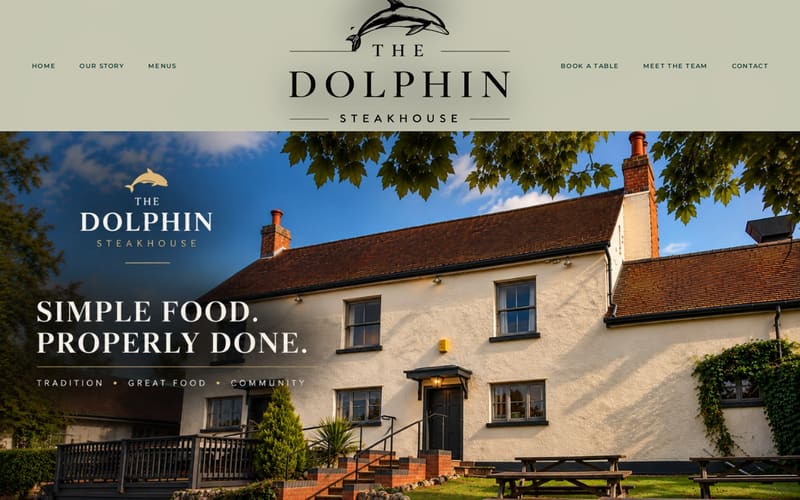 HOME
OUR STORY
MENUS
THE
DOLPHIN
STEAKHOUSE
BOOK A TABLE
MEET THE TEAM
CONTACT
THE
DOLPHIN
STEAKHOUSE
SIMPLE FOOD.
PROPERLY DONE.
TRADITION • GREAT FOOD • COMMUNITY